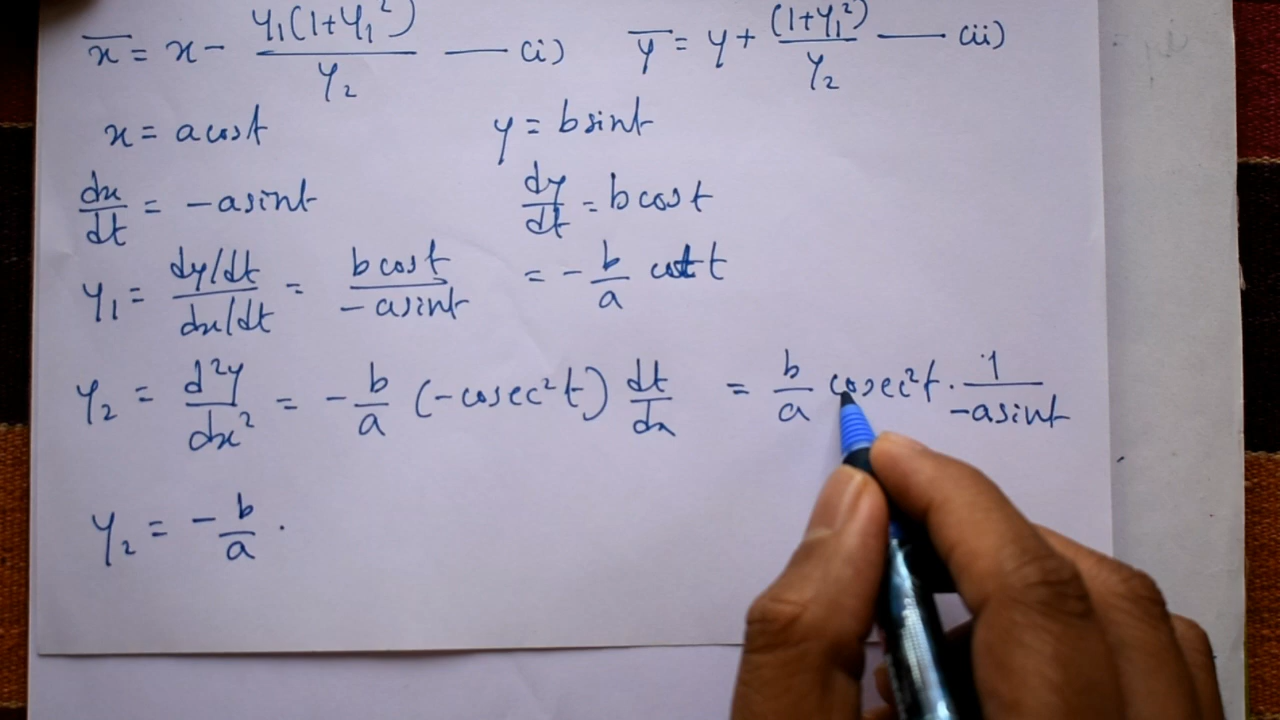 x̄ = x - y₁(1+y₁²)/y₂ —— (i) ȳ = y + (1+y₁²)/y₂ —— (ii)
x = a cos t y = b sin t
dx/dt = - a sin t dy/dt = b cos t
y₁ = (dy/dt)/(dx/dt) = b cos t/(- a sin t) = - b/a cot t
y₂ = d²y/dx² = - b/a (- cosec² t) dt/dx = b/a cosec² t · 1/(- a sin t)
y₂ = - b/a ·